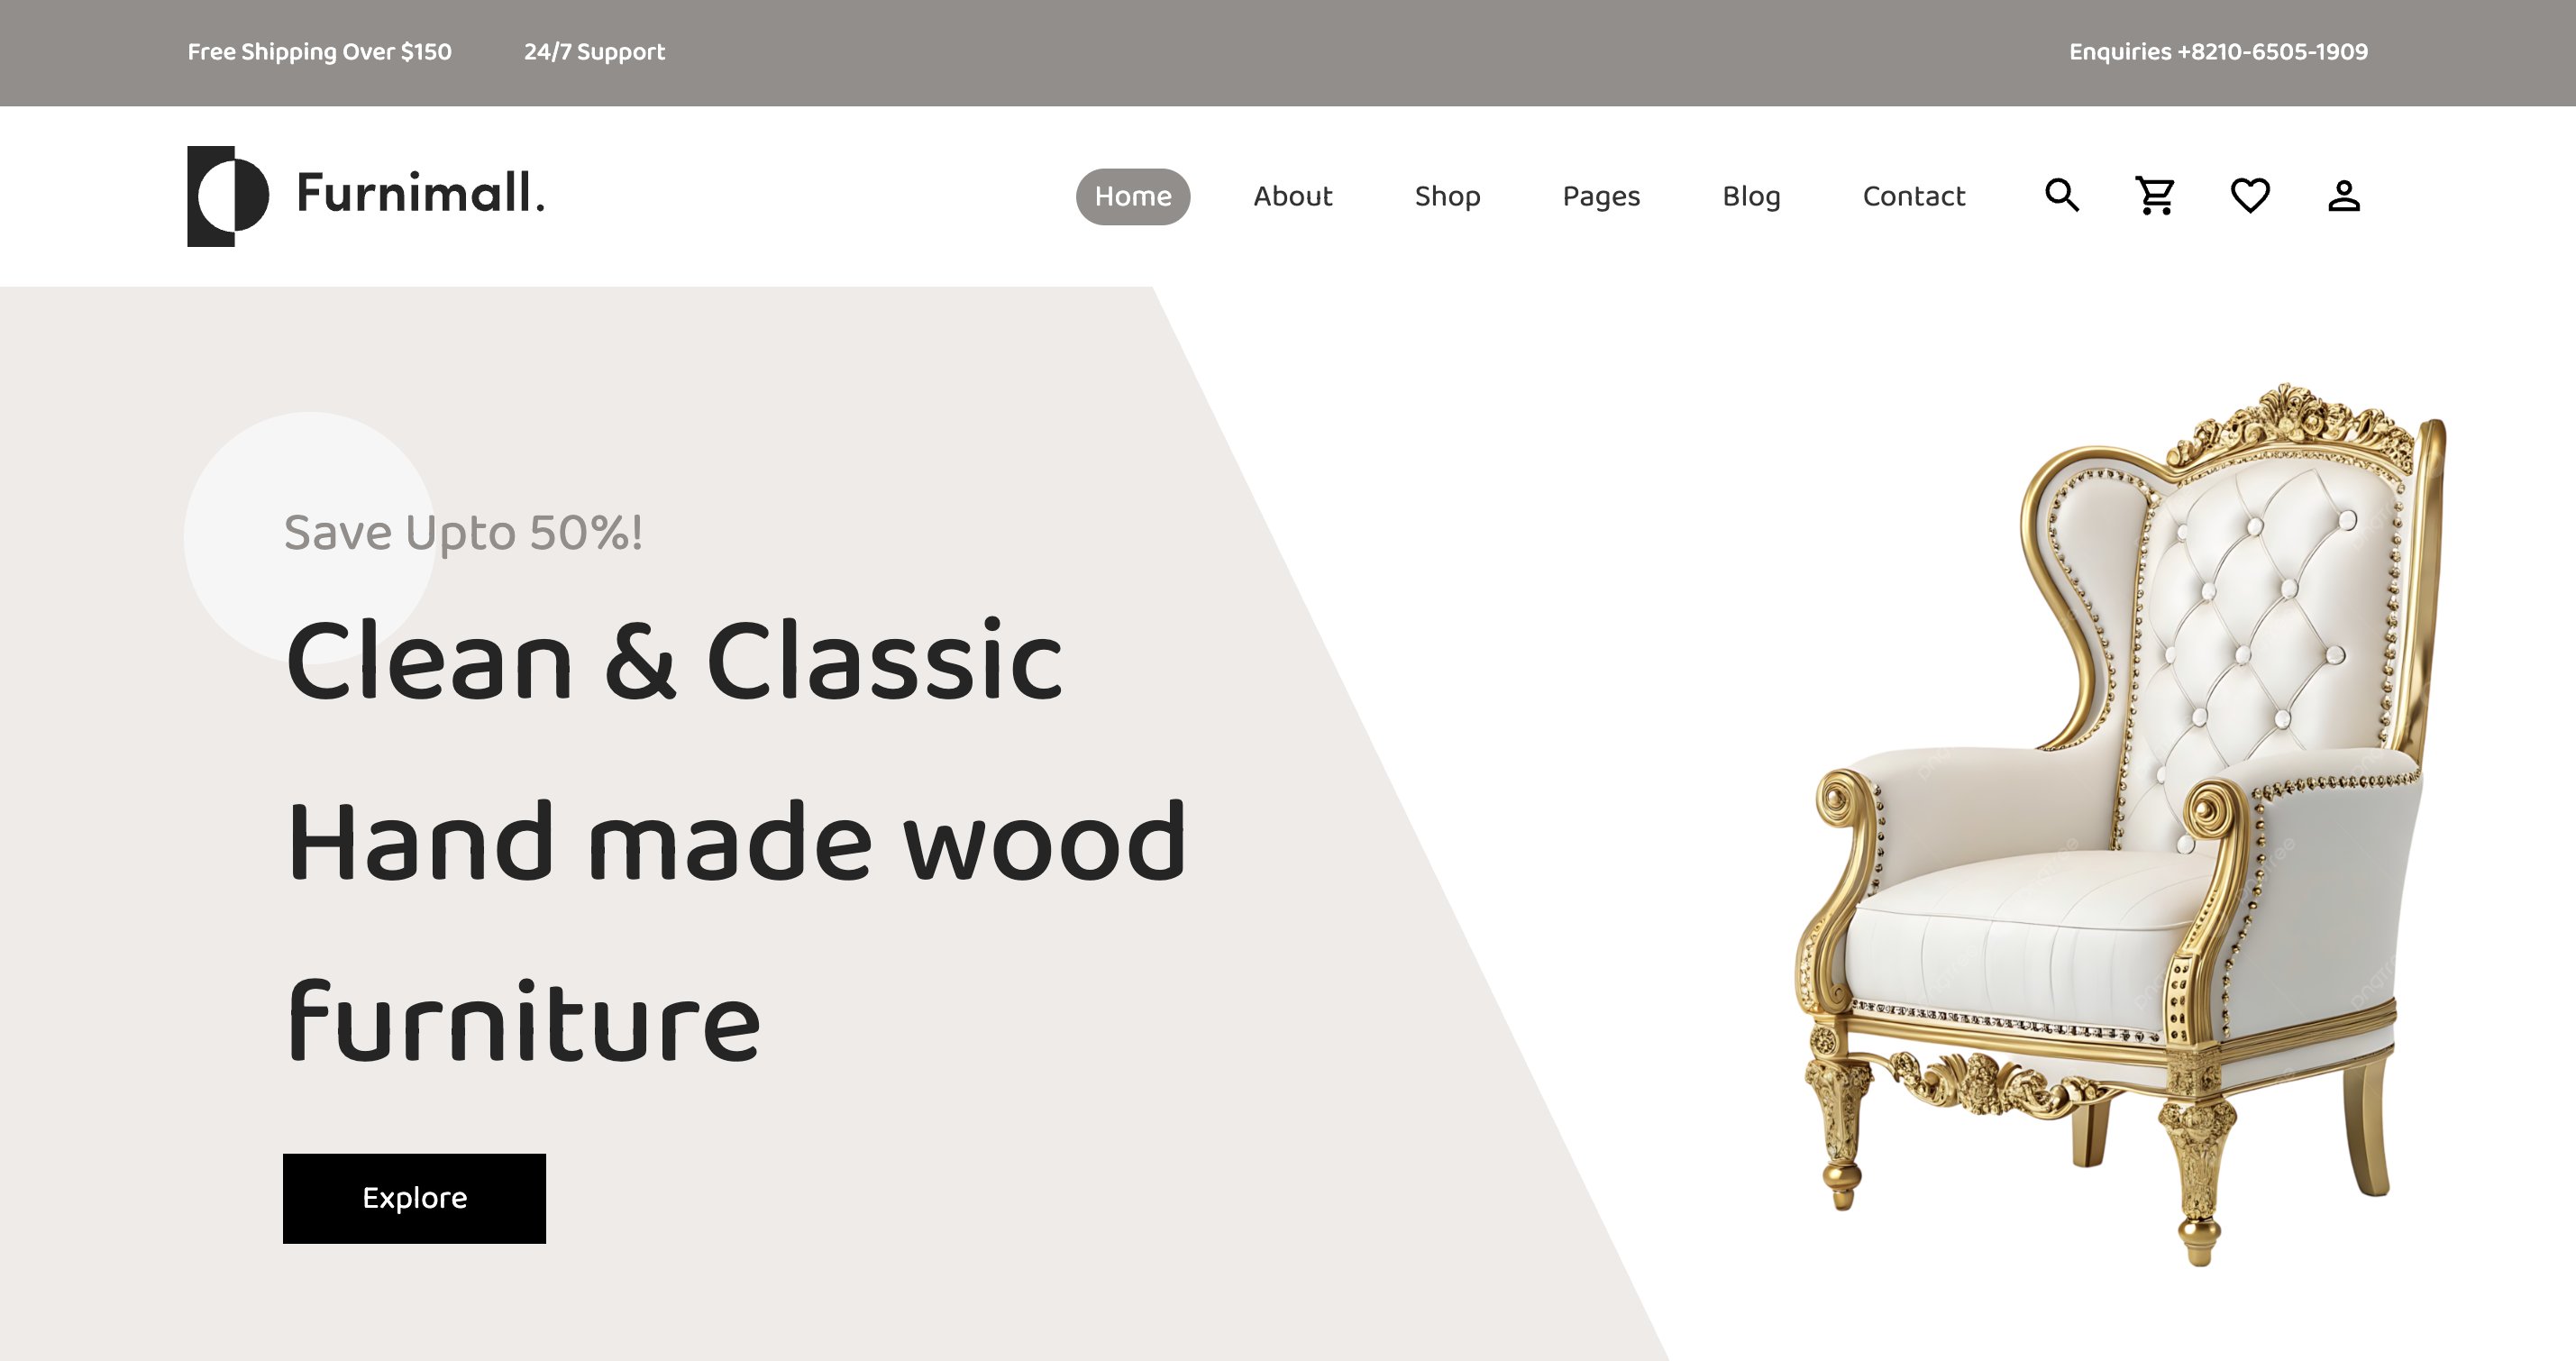 Free Shipping Over $150 24/7 Support Enquiries +8210-6505-1909
Furnimall. Home About Shop Pages Blog Contact
Save Upto 50%!
Clean & Classic
Hand made wood
furniture
Explore